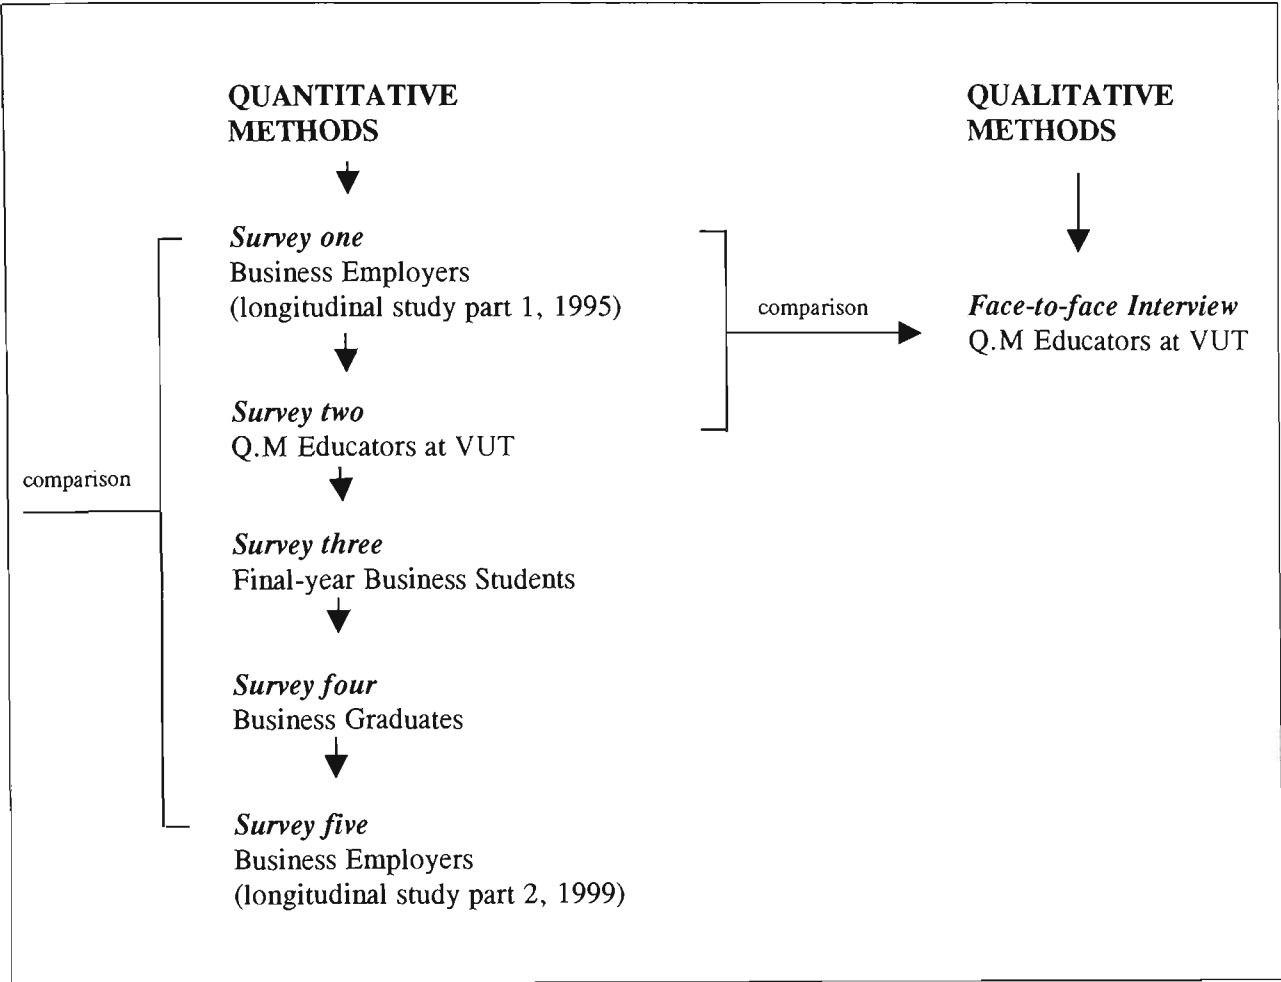 QUANTITATIVE
METHODS
Survey one
Business Employers
(longitudinal study part 1, 1995)
Survey two
Q.M Educators at VUT
Survey three
Final-year Business Students
Survey four
Business Graduates
Survey five
Business Employers
(longitudinal study part 2, 1999)
comparison
comparison
QUALITATIVE
METHODS
Face-to-face Interview
Q.M Educators at VUT